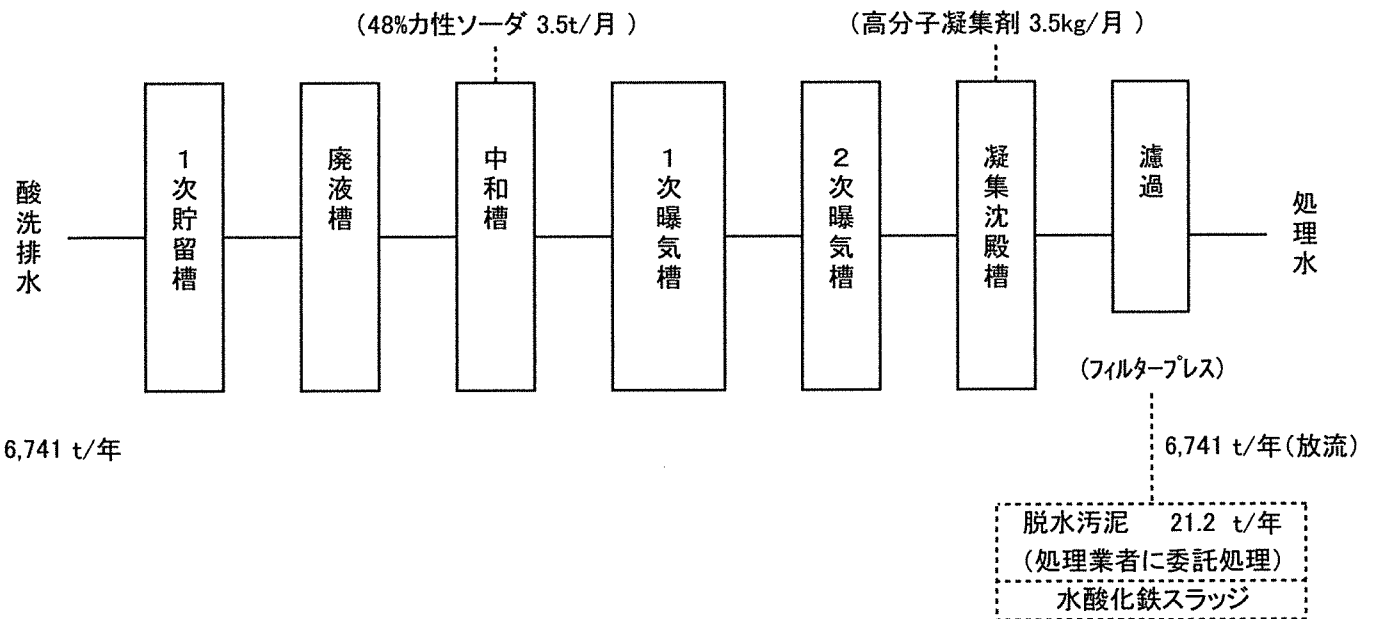 (48%カ性ソーダ 3.5t/月 )
(高分子凝集剤 3.5kg/月 )
酸洗排水
1次貯留槽
廃液槽
中和槽
1次曝気槽
2次曝気槽
凝集沈殿槽
濾過
処理水
(フィルタープレス)
6,741 t/年
6,741 t/年(放流)
脱水汚泥 21.2 t/年
(処理業者に委託処理)
水酸化鉄スラッジ